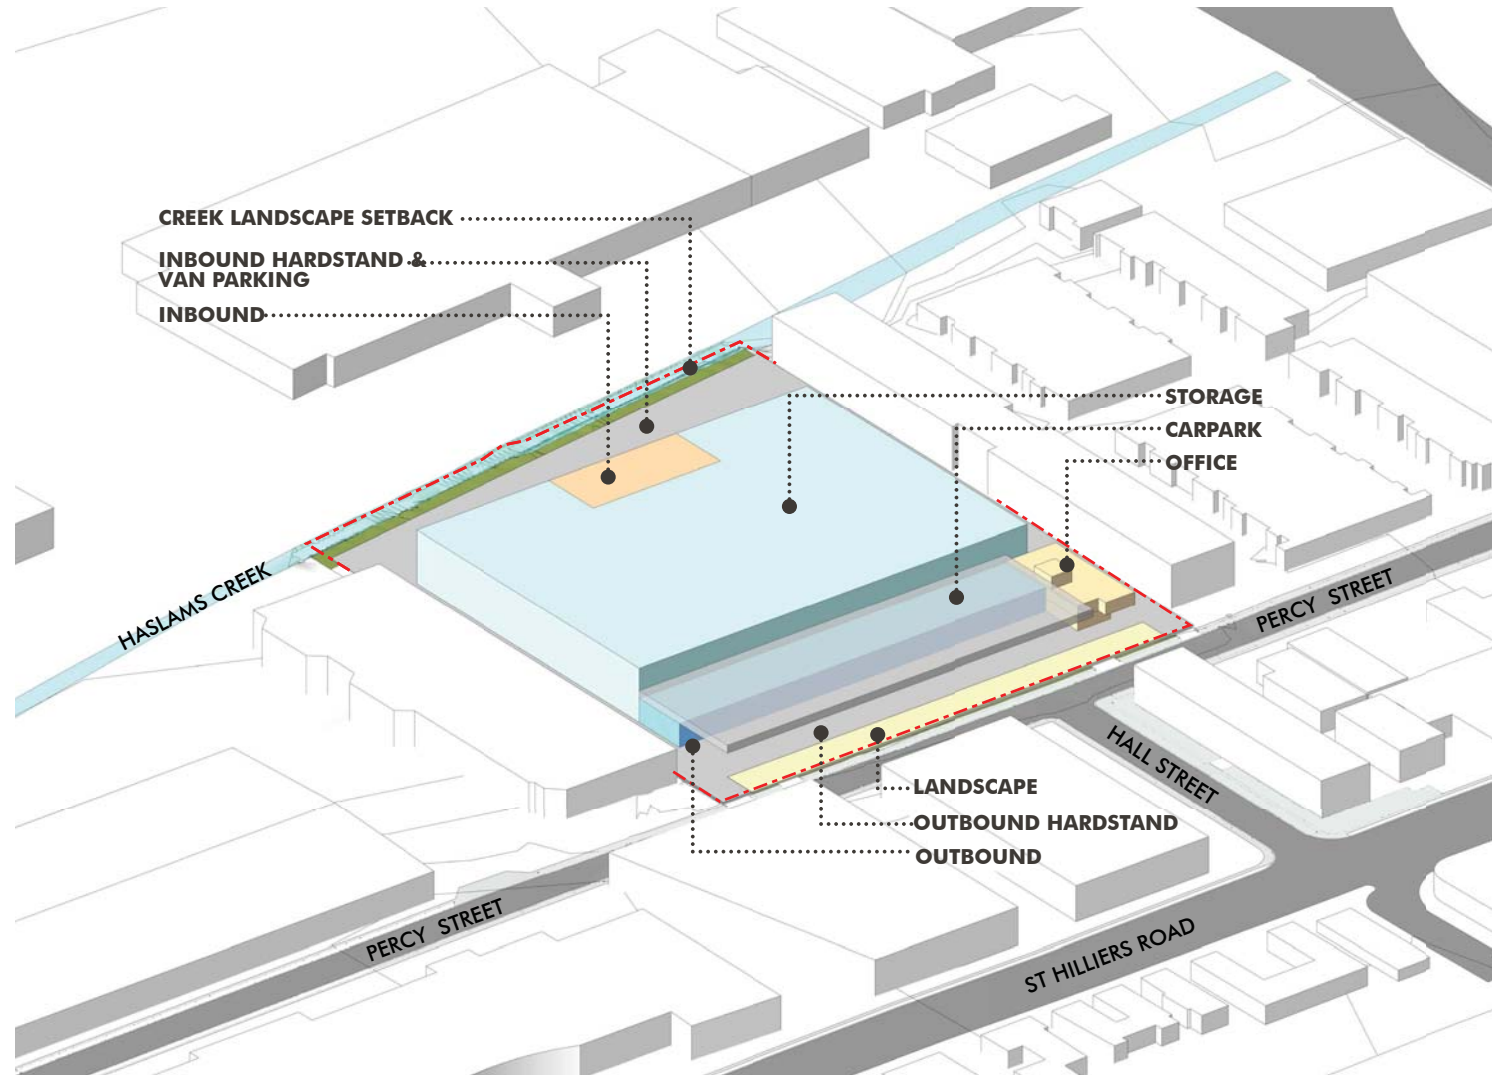 CREEK LANDSCAPE SETBACK
INBOUND HARDSTAND &
VAN PARKING
INBOUND
STORAGE
CARPARK
OFFICE
HASLAMS CREEK
PERCY STREET
HALL STREET
LANDSCAPE
OUTBOUND HARDSTAND
OUTBOUND
PERCY STREET
ST HILLIERS ROAD